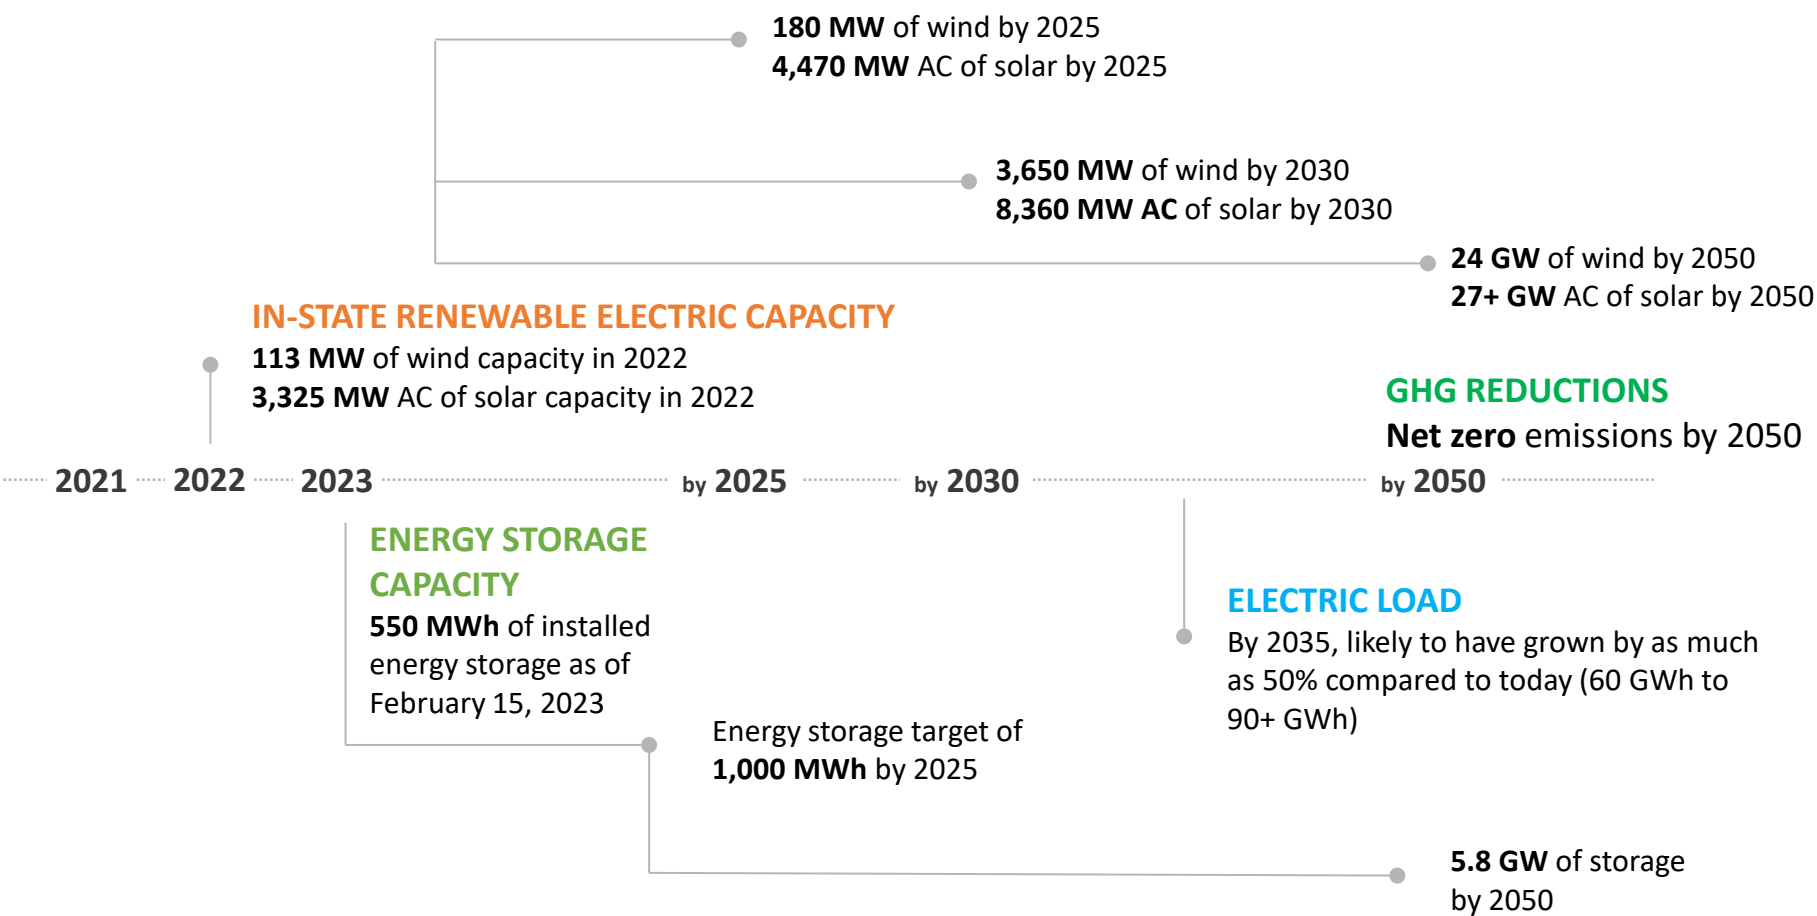 180 MW of wind by 2025
4,470 MW AC of solar by 2025
3,650 MW of wind by 2030
8,360 MW AC of solar by 2030
24 GW of wind by 2050
27+ GW AC of solar by 2050
IN-STATE RENEWABLE ELECTRIC CAPACITY
113 MW of wind capacity in 2022
3,325 MW AC of solar capacity in 2022
GHG REDUCTIONS
Net zero emissions by 2050
2021 2022 2023 by 2025 by 2030 by 2050
ENERGY STORAGE
CAPACITY
550 MWh of installed
energy storage as of
February 15, 2023
Energy storage target of
1,000 MWh by 2025
ELECTRIC LOAD
By 2035, likely to have grown by as much
as 50% compared to today (60 GWh to
90+ GWh)
5.8 GW of storage
by 2050